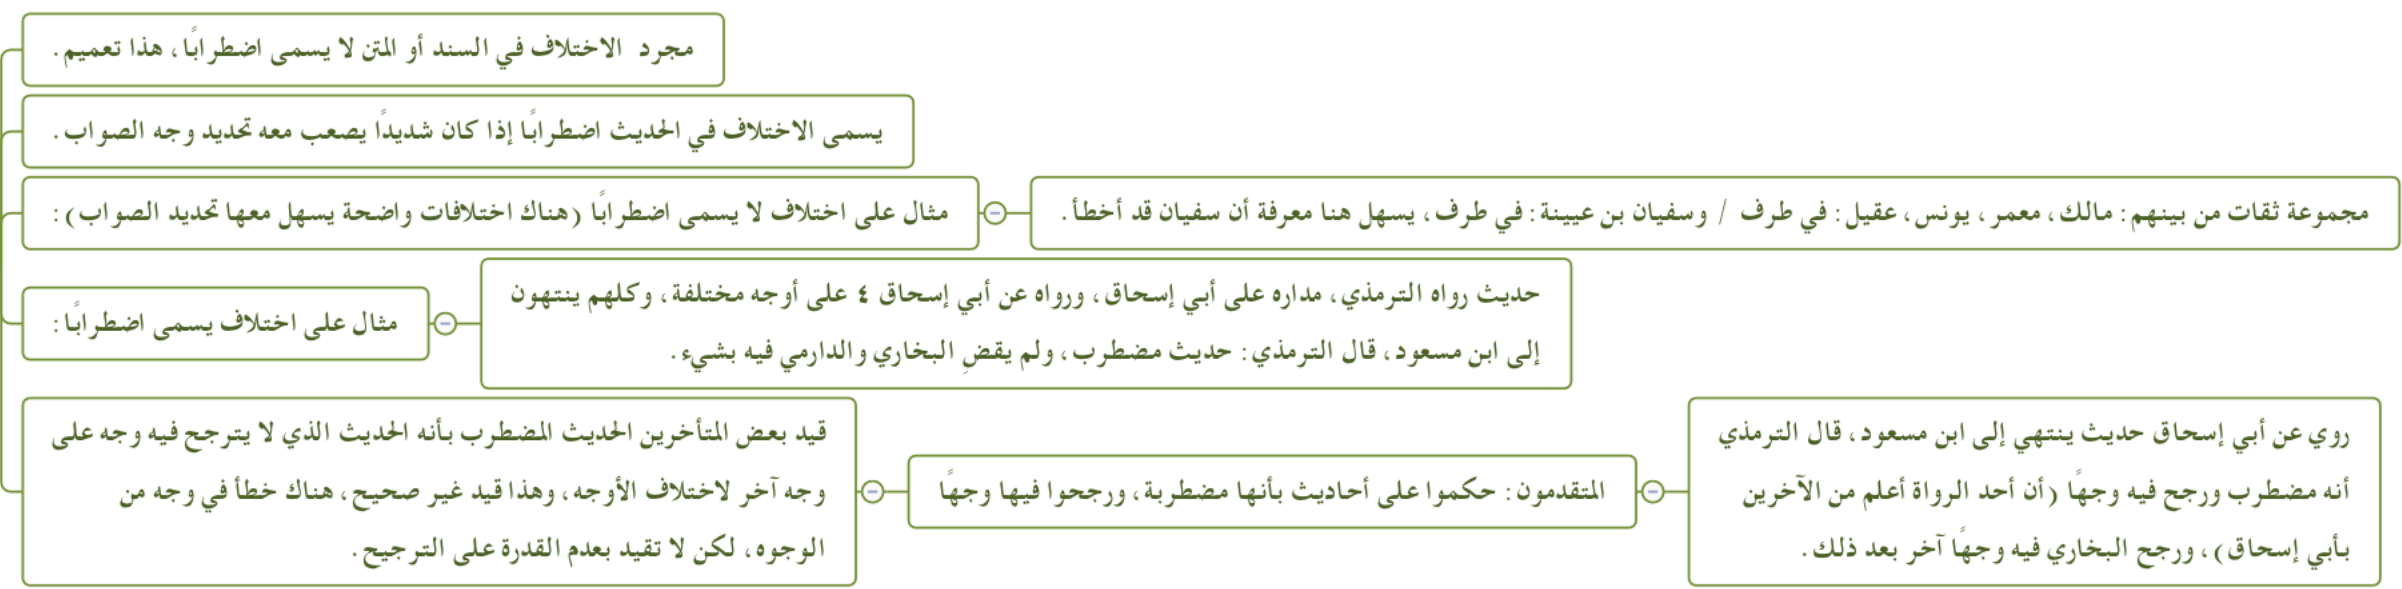 مجرد الاختلاف في السند أو المتن لا يسمى اضطرابًا، هذا تعميم.
يسمى الاختلاف في الحديث اضطرابًا إذا كان شديدًا يصعب معه تحديد وجه الصواب.
مثال على اختلاف لا يسمى اضطرابًا (هناك اختلافات واضحة يسهل معها تحديد الصواب):
مجموعة ثقات من بينهم: مالك، معمر، يونس، عقيل: في طرف / وسفيان بن عيينة: في طرف، يسهل هنا معرفة أن سفيان قد أخطأ.
مثال على اختلاف يسمى اضطرابًا:
حديث رواه الترمذي، مداره على أبي إسحاق، ورواه عن أبي إسحاق ٤ على أوجه مختلفة، وكلهم ينتهون
إلى ابن مسعود، قال الترمذي: حديث مضطرب، ولم يقضِ البخاري والدارمي فيه بشيء.
قيد بعض المتأخرين الحديث المضطرب بأنه الحديث الذي لا يترجح فيه وجه على
وجه آخر لاختلاف الأوجه، وهذا قيد غير صحيح، هناك خطأ في وجه من
الوجوه، لكن لا تقيد بعدم القدرة على الترجيح.
المتقدمون: حكموا على أحاديث بأنها مضطربة، ورجحوا فيها وجهًا
روي عن أبي إسحاق حديث ينتهي إلى ابن مسعود، قال الترمذي
أنه مضطرب ورجح فيه وجهًا (أن أحد الرواة أعلم من الآخرين
بأبي إسحاق)، ورجح البخاري فيه وجهًا آخر بعد ذلك.